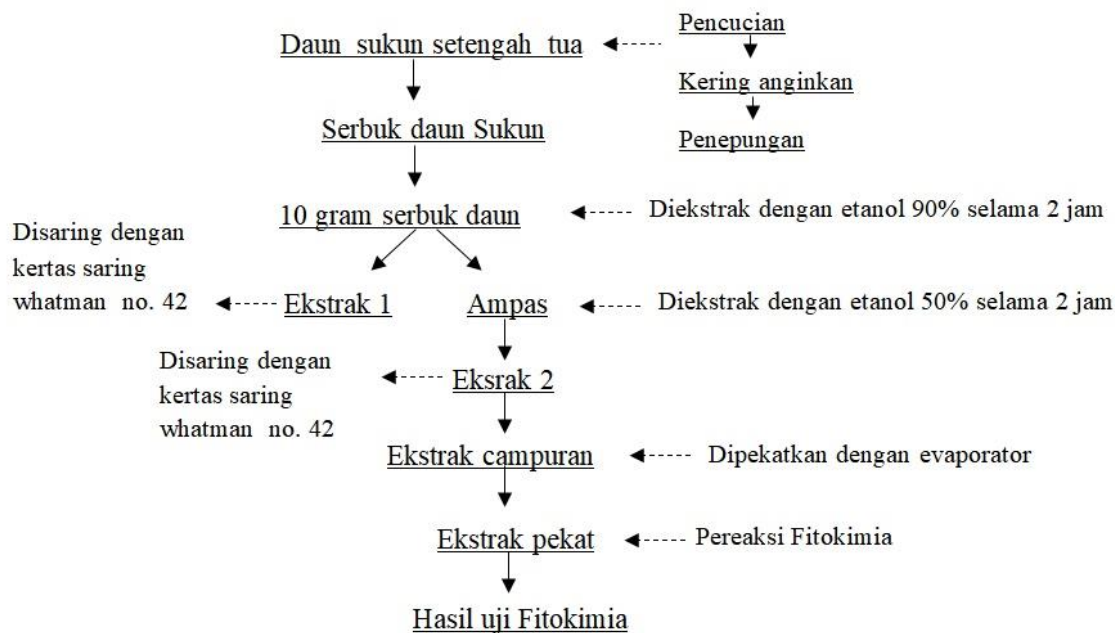 Daun sukun setengah tua
Pencucian
Kering anginkan
Penepungan
Serbuk daun Sukun
10 gram serbuk daun
Diekstrak dengan etanol 90% selama 2 jam
Disaring dengan
kertas saring
whatman no. 42
Ekstrak 1
Ampas
Diekstrak dengan etanol 50% selama 2 jam
Disaring dengan
kertas saring
whatman no. 42
Eksrak 2
Ekstrak campuran
Dipekatkan dengan evaporator
Ekstrak pekat
Pereaksi Fitokimia
Hasil uji Fitokimia